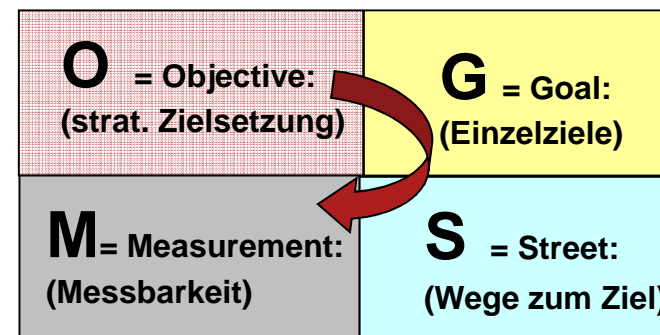 O = Objective:
(strat. Zielsetzung)
G = Goal:
(Einzelziele)
M= Measurement:
(Messbarkeit)
S = Street:
(Wege zum Ziel)